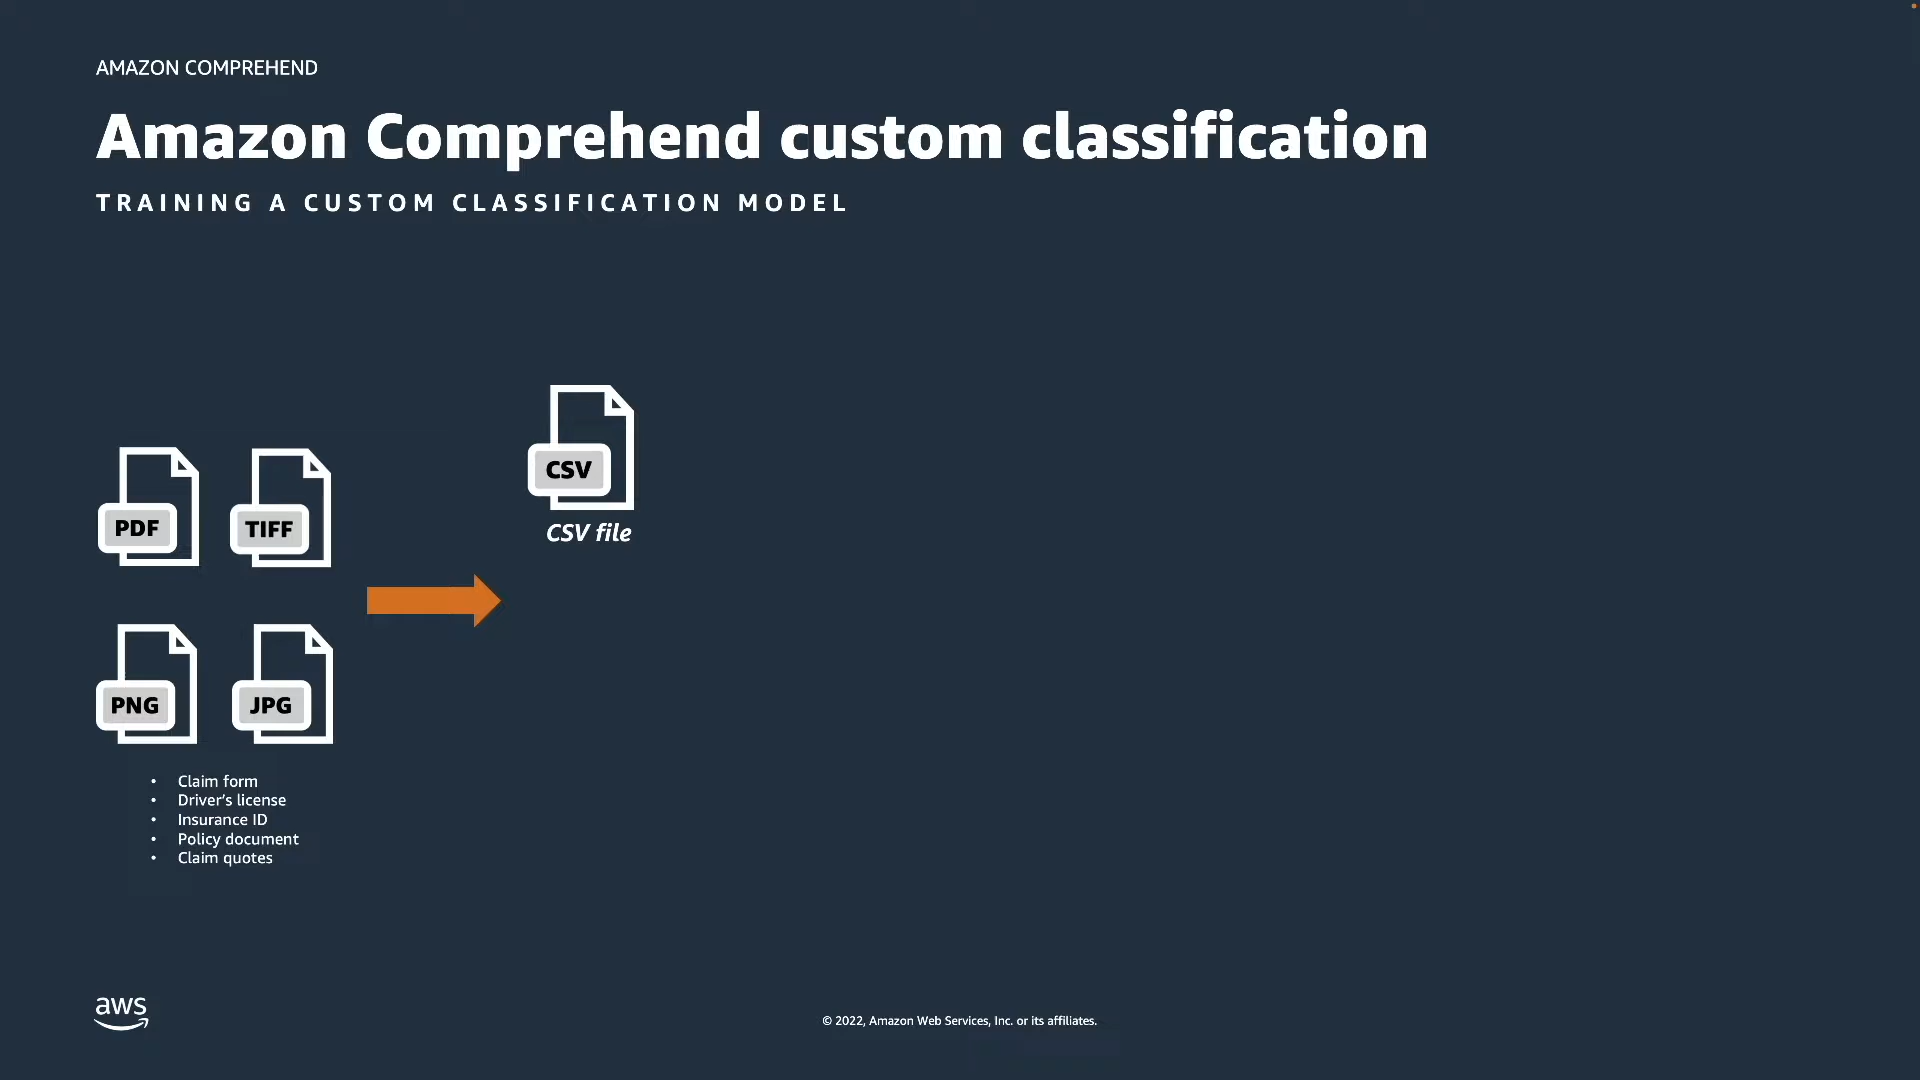 AMAZON COMPREHEND
Amazon Comprehend custom classification
TRAINING A CUSTOM CLASSIFICATION MODEL
CSV
CSV file
PDF
TIFF
PNG
JPG
• Claim form
• Driver’s license
• Insurance ID
• Policy document
• Claim quotes
aws
© 2022, Amazon Web Services, Inc. or its affiliates.